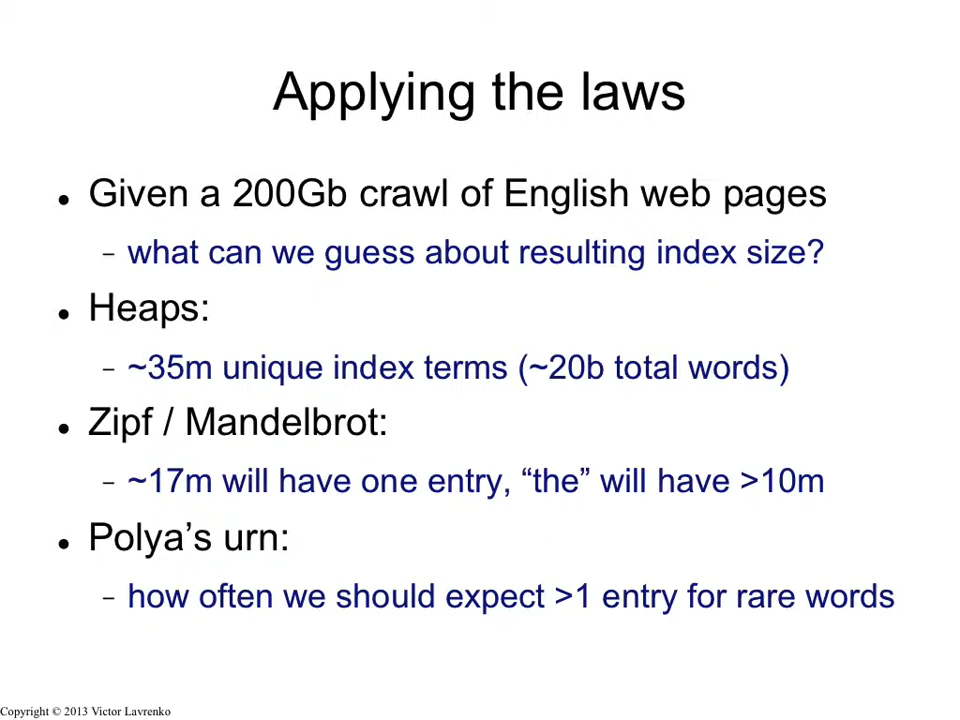 Applying the laws
● Given a 200Gb crawl of English web pages
– what can we guess about resulting index size?
● Heaps:
– ~35m unique index terms (~20b total words)
● Zipf / Mandelbrot:
– ~17m will have one entry, “the” will have >10m
● Polya’s urn:
– how often we should expect >1 entry for rare words
Copyright © 2013 Victor Lavrenko